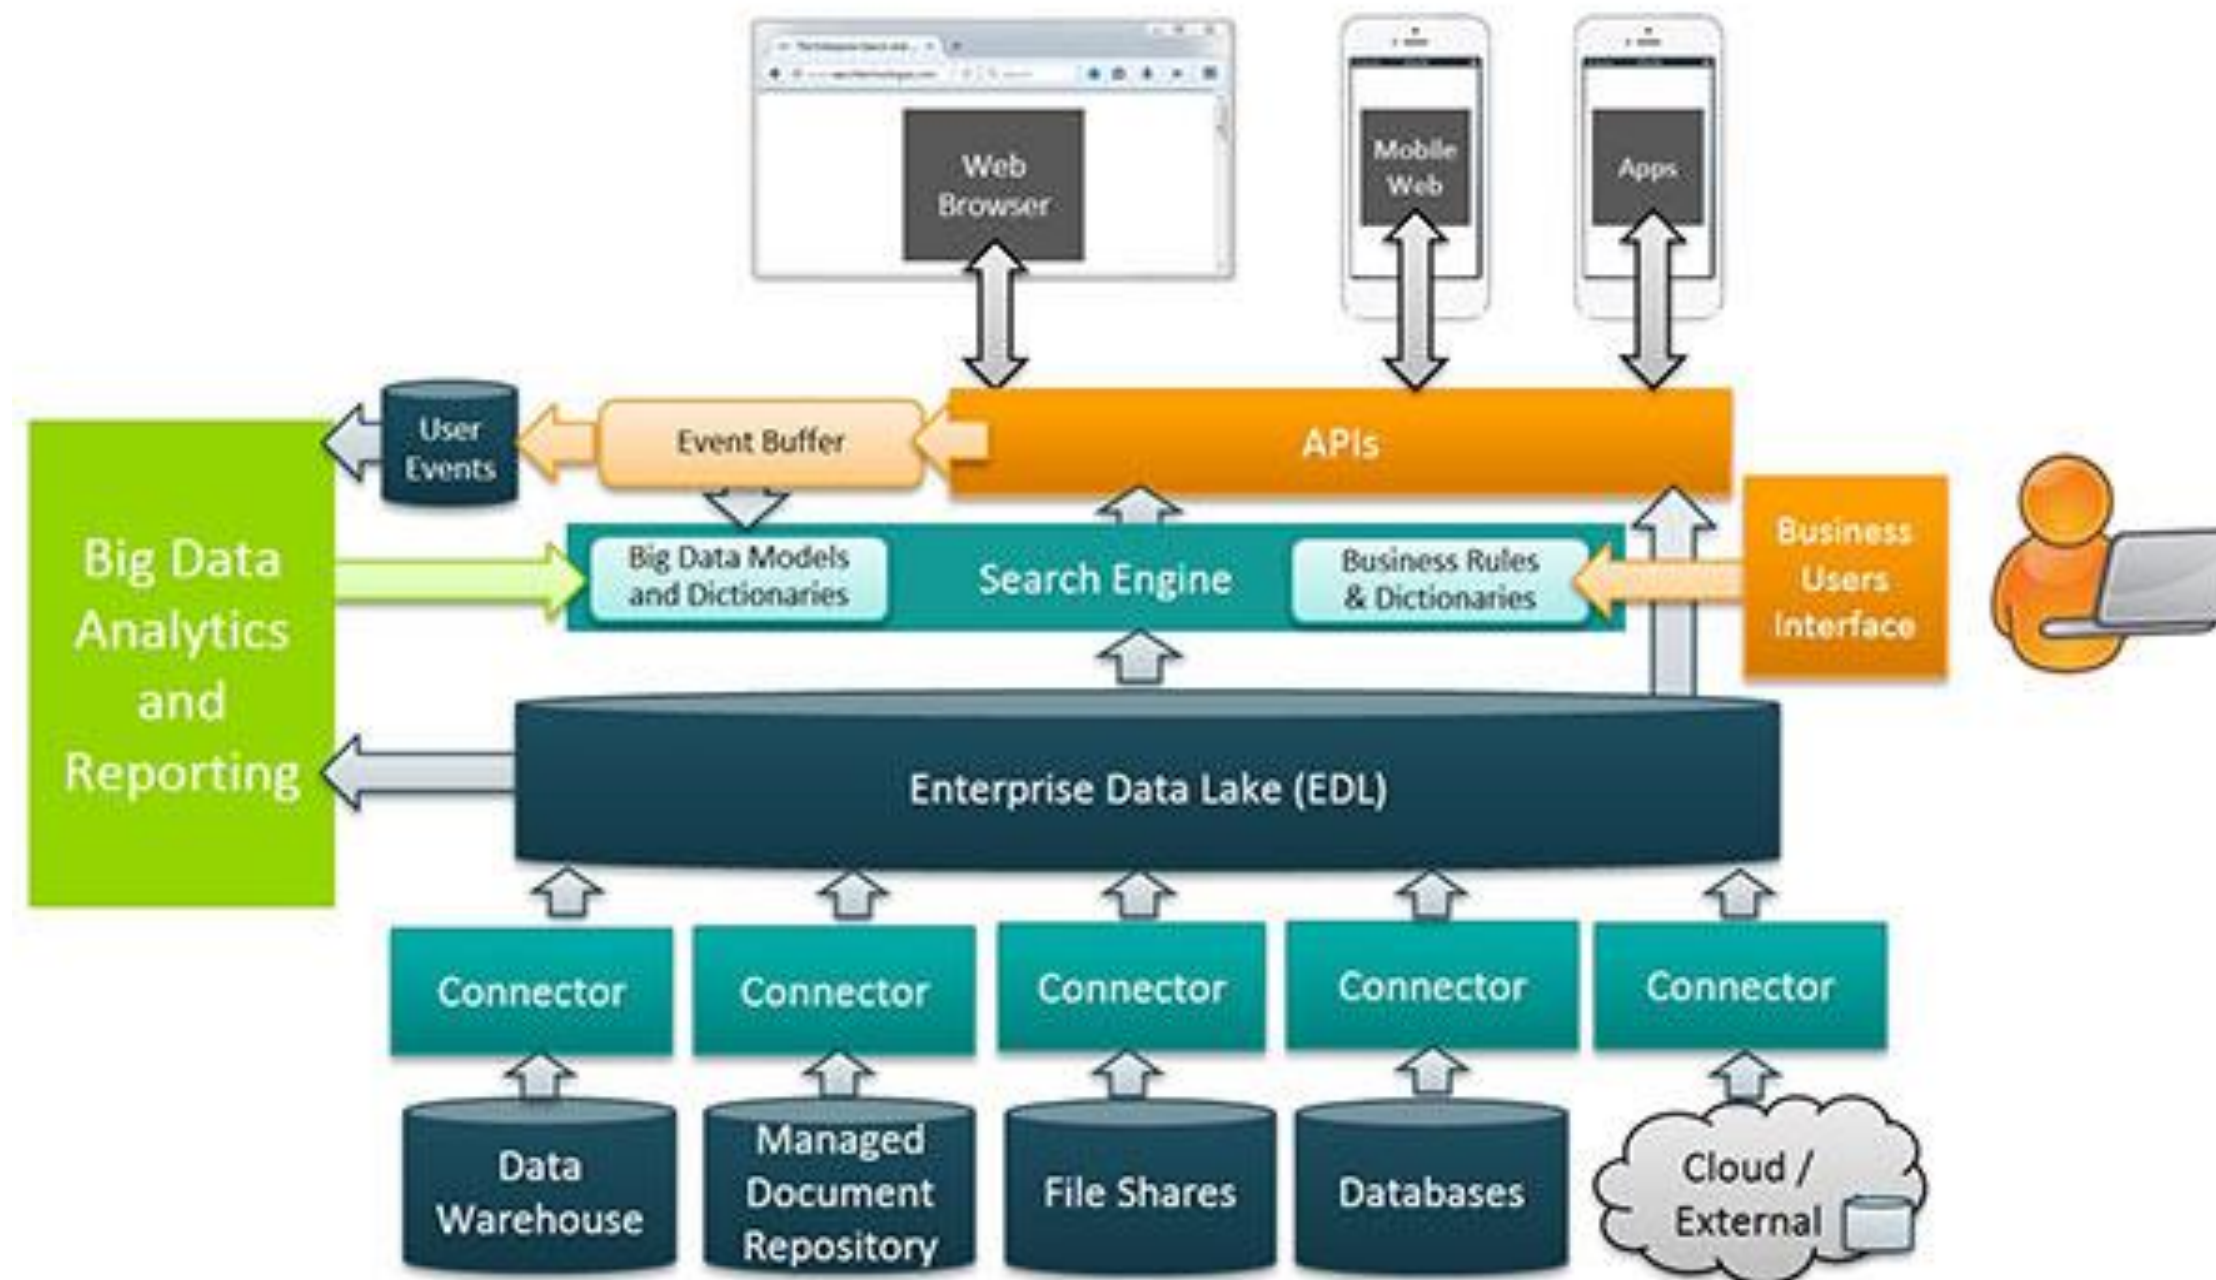 Web
Browser
Mobile
Web
Apps
User
Events
Event Buffer
APIs
Big Data
Analytics
and
Reporting
Big Data Models
and Dictionaries
Search Engine
Business Rules
& Dictionaries
Business
Users
Interface
Enterprise Data Lake (EDL)
Connector
Connector
Connector
Connector
Connector
Data
Warehouse
Managed
Document
Repository
File Shares
Databases
Cloud /
External